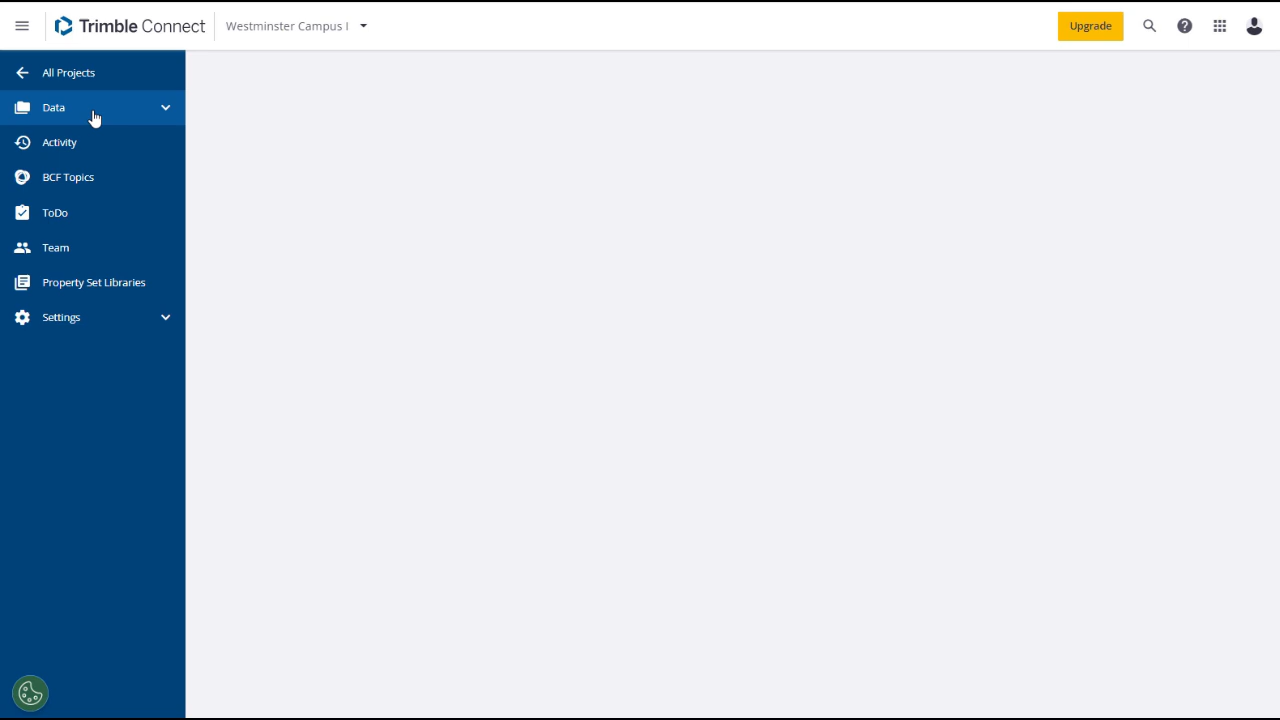 Trimble Connect
Westminster Campus I
Upgrade
All Projects
Data
Activity
BCF Topics
ToDo
Team
Property Set Libraries
Settings